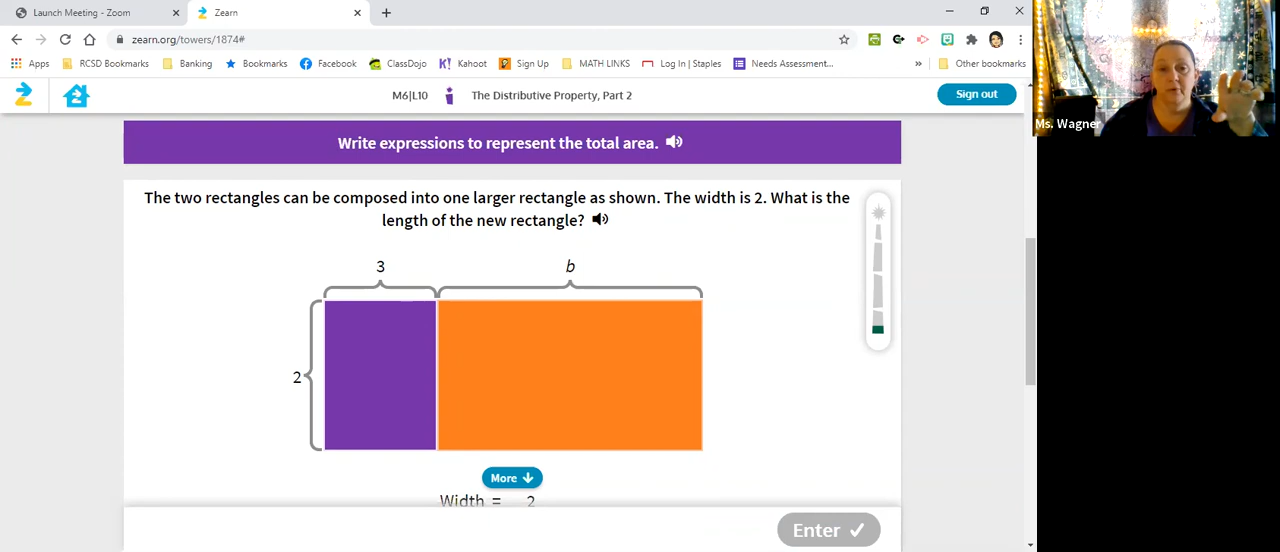 Launch Meeting - Zoom
Zearn
zearn.org/towers/1874#
Apps RCSD Bookmarks Banking Bookmarks Facebook ClassDojo Kahoot Sign Up MATH LINKS Log In | Staples Needs Assessment... » Other bookmarks
M6|L10 The Distributive Property, Part 2
Sign out
Ms. Wagner
Write expressions to represent the total area.
The two rectangles can be composed into one larger rectangle as shown. The width is 2. What is the
length of the new rectangle?
3 b
2
More
Width = 2
Enter